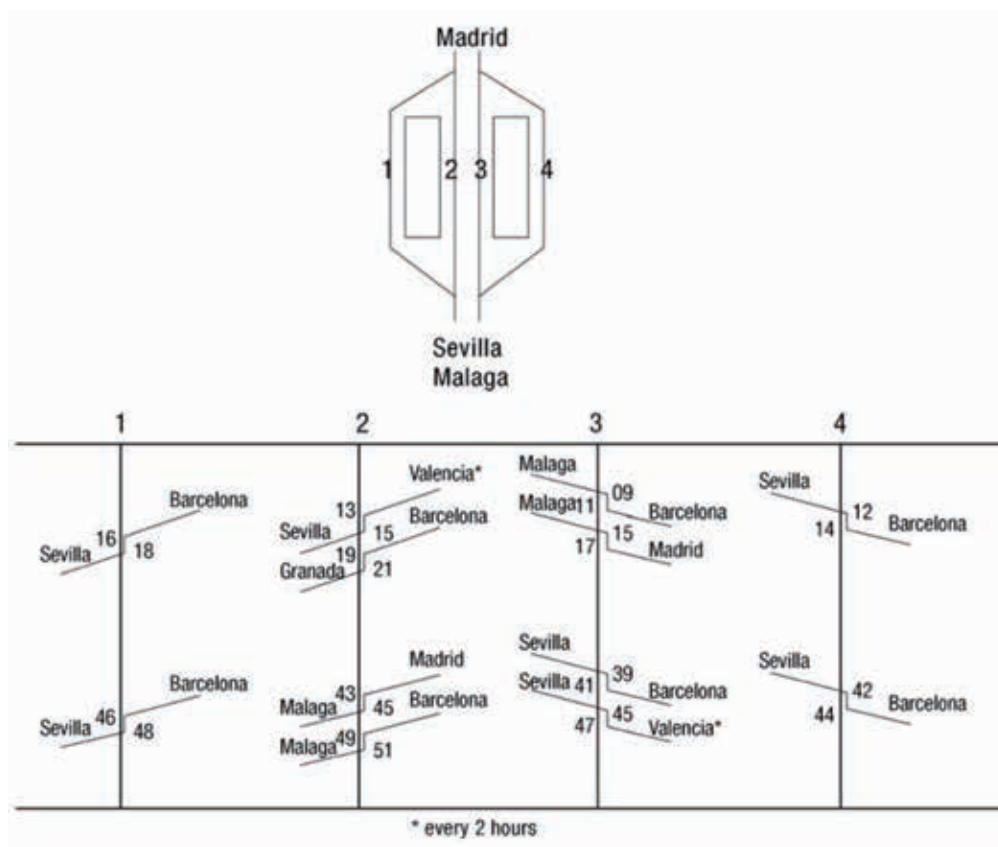 Madrid
1 2 3 4
Sevilla
Malaga
1 2 3 4
Barcelona
16
18
Sevilla
Barcelona
46
48
Sevilla
Valencia*
13
15
Sevilla
Barcelona
19
21
Granada
Madrid
43
45
Malaga
Barcelona
49
51
Malaga
Malaga
09
11
Barcelona
Malaga
15
17
Madrid
Sevilla
39
41
Barcelona
Sevilla
45
47
Valencia*
Sevilla
12
14
Barcelona
Sevilla
42
44
Barcelona
* every 2 hours